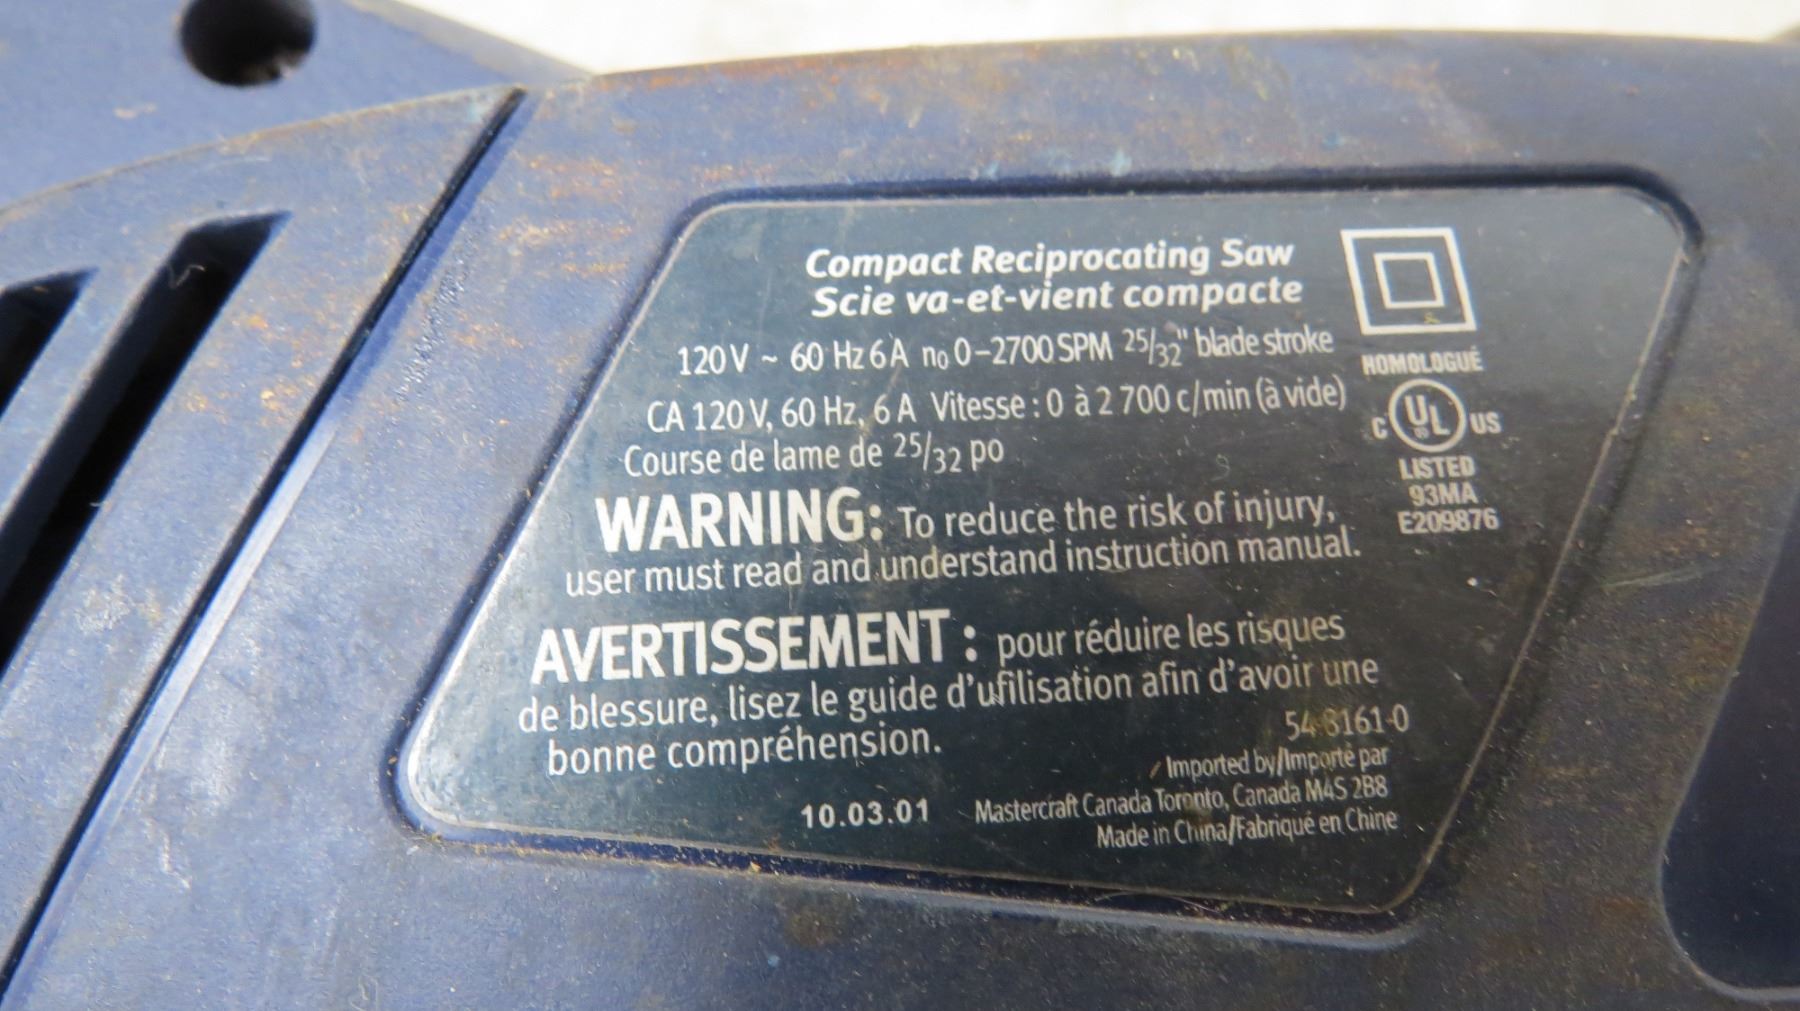 Compact Reciprocating Saw
Scie va-et-vient compacte
120 V ~ 60 Hz 6 A n₀ 0-2700 SPM 25/32" blade stroke
CA 120 V, 60 Hz, 6 A Vitesse : 0 à 2 700 c/min (à vide)
Course de lame de 25/32 po
HOMOLOGUÉ
C UL ® US
LISTED
93MA
E209876
WARNING: To reduce the risk of injury,
user must read and understand instruction manual.
AVERTISSEMENT : pour réduire les risques
de blessure, lisez le guide d'ufilisation afin d'avoir une
bonne compréhension.
54-8161-0
Imported by/Importé par
10.03.01 Mastercraft Canada Toronto, Canada M4S 2B8
Made in China/Fabriqué en Chine